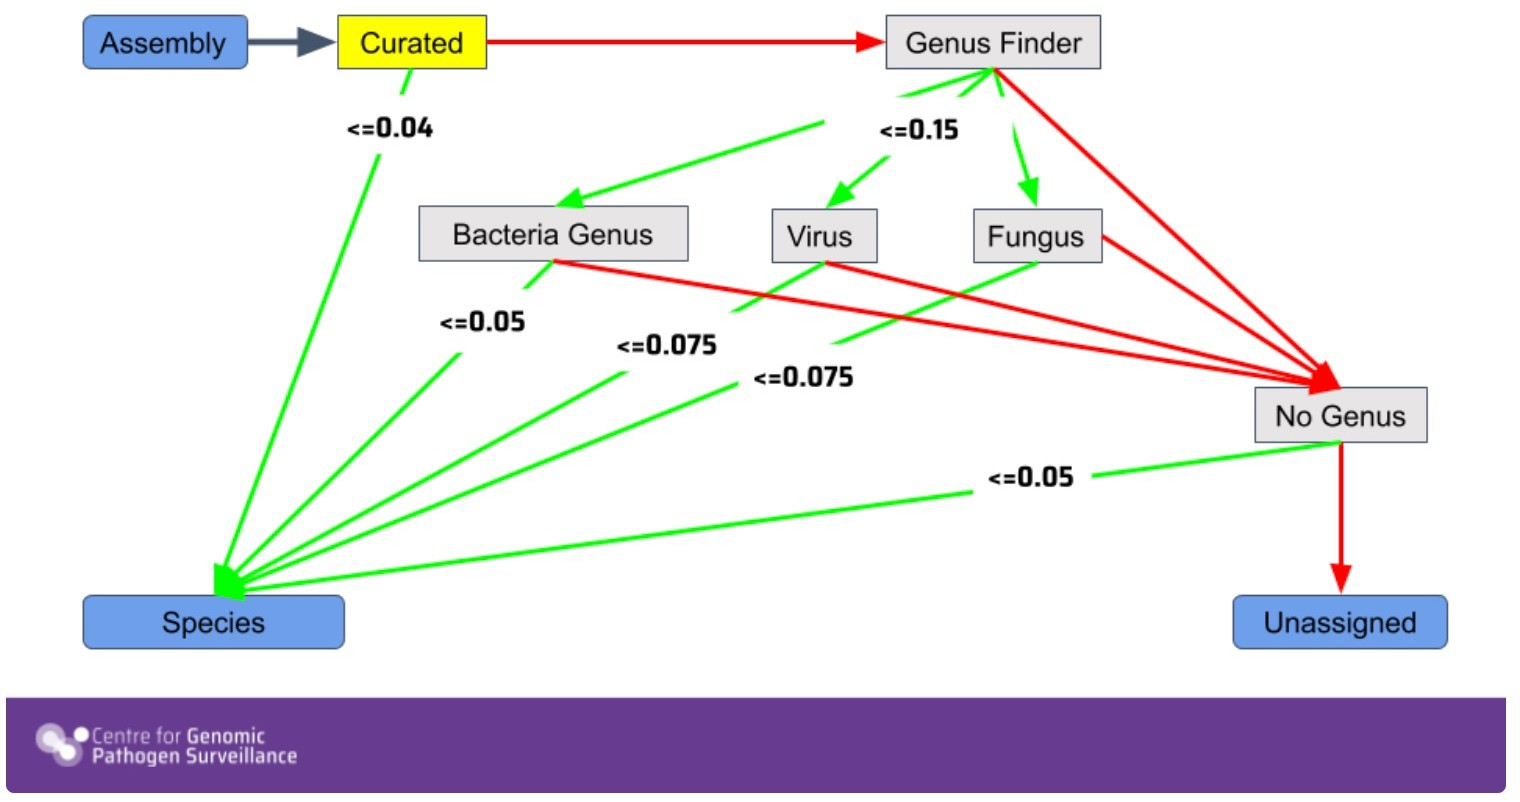 Assembly
Curated
Genus Finder
<=0.04
<=0.15
Bacteria Genus
Virus
Fungus
<=0.05
<=0.075
<=0.075
No Genus
<=0.05
Species
Unassigned
Centre for Genomic
Pathogen Surveillance